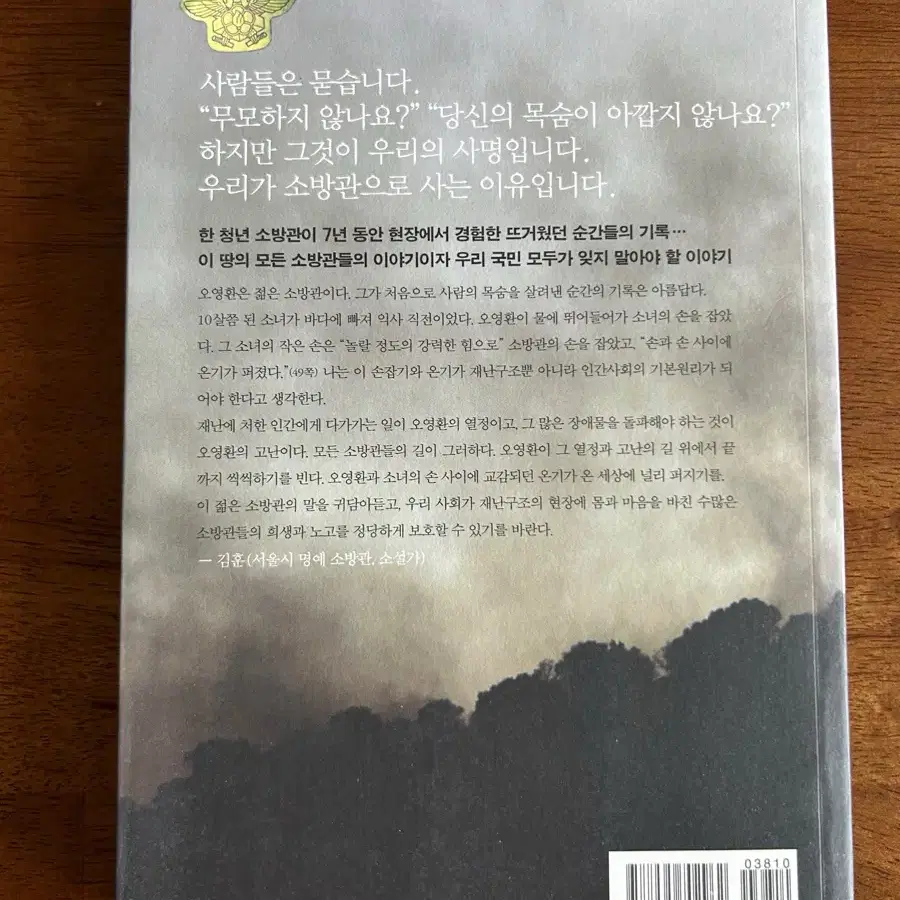 사람들은 묻습니다.
“무모하지 않나요?” “당신의 목숨이 아깝지 않나요?”
하지만 그것이 우리의 사명입니다.
우리가 소방관으로 사는 이유입니다.
한 청년 소방관이 7년 동안 현장에서 경험한 뜨거웠던 순간들의 기록…
이 땅의 모든 소방관들의 이야기이자 우리 국민 모두가 잊지 말아야 할 이야기
오영환은 젊은 소방관이다. 그가 처음으로 사람의 목숨을 살려낸 순간의 기록은 아름답다.
10살쯤 된 소녀가 바다에 빠져 익사 직전이었다. 오영환이 물에 뛰어들어가 소녀의 손을 잡았
다. 그 소녀의 작은 손은 “놀랄 정도의 강력한 힘으로” 소방관의 손을 잡았고, “손과 손 사이에
온기가 퍼졌다.”(49쪽) 나는 이 손잡기와 온기가 재난구조뿐 아니라 인간사회의 기본원리가 되
어야 한다고 생각한다.
재난에 처한 인간에게 다가가는 일이 오영환의 열정이고, 그 많은 장애물을 돌파해야 하는 것이
오영환의 고난이다. 모든 소방관들의 길이 그러하다. 오영환이 그 열정과 고난의 길 위에서 끝
까지 씩씩하기를 빈다. 오영환과 소녀의 손 사이에 교감되던 온기가 온 세상에 널리 퍼지기를.
이 젊은 소방관의 말을 귀담아듣고, 우리 사회가 재난구조의 현장에 몸과 마음을 바친 수많은
소방관들의 희생과 노고를 정당하게 보호할 수 있기를 바란다.
— 김훈(서울시 명예 소방관, 소설가)
03810